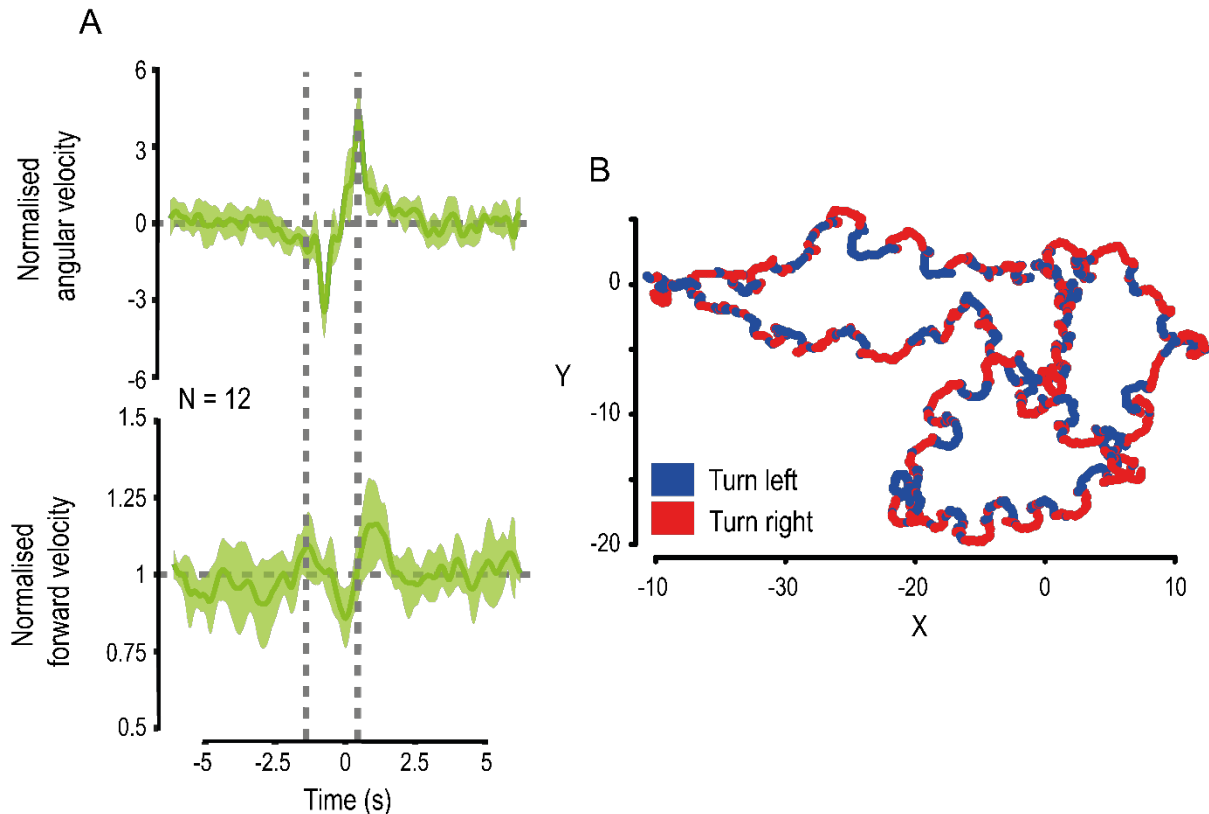 A
6
3
0
-3
-6
Normalised
angular velocity
N = 12
1.5
1.25
1
0.75
0.5
Normalised
forward velocity
-5 -2.5 0 2.5 5
Time (s)
B
0
-10
-20
Y
Turn left
Turn right
-10 -30 -20 0 10
X